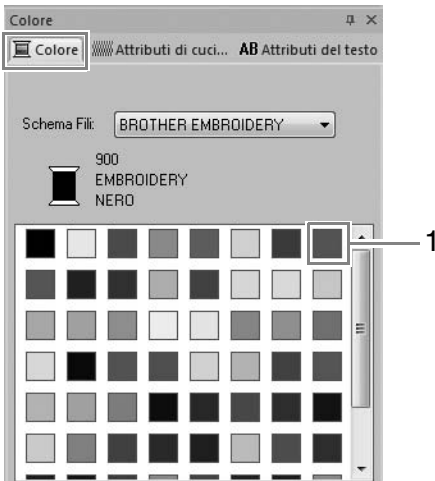 Colore
Colore Attributi di cuci... AB Attributi del testo
Schema Fili: BROTHER EMBROIDERY
900
EMBROIDERY
NERO
1